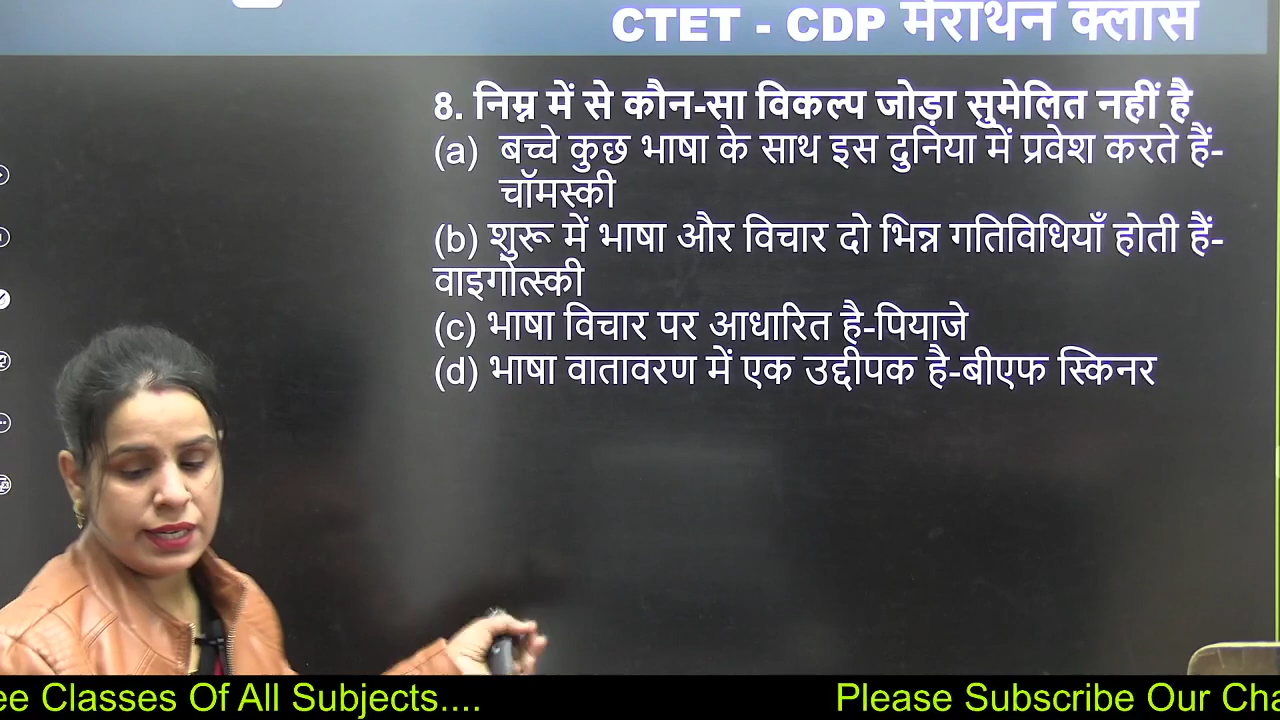 CTET - CDP मैराथन क्लास
8. निम्न में से कौन-सा विकल्प जोड़ा सुमेलित नहीं है
(a) बच्चे कुछ भाषा के साथ इस दुनिया में प्रवेश करते हैं-
चॉमस्की
(b) शुरू में भाषा और विचार दो भिन्न गतिविधियाँ होती हैं-
वाइगोत्स्की
(c) भाषा विचार पर आधारित है-पियाजे
(d) भाषा वातावरण में एक उद्दीपक है-बीएफ स्किनर
ee Classes Of All Subjects.... Please Subscribe Our Cha